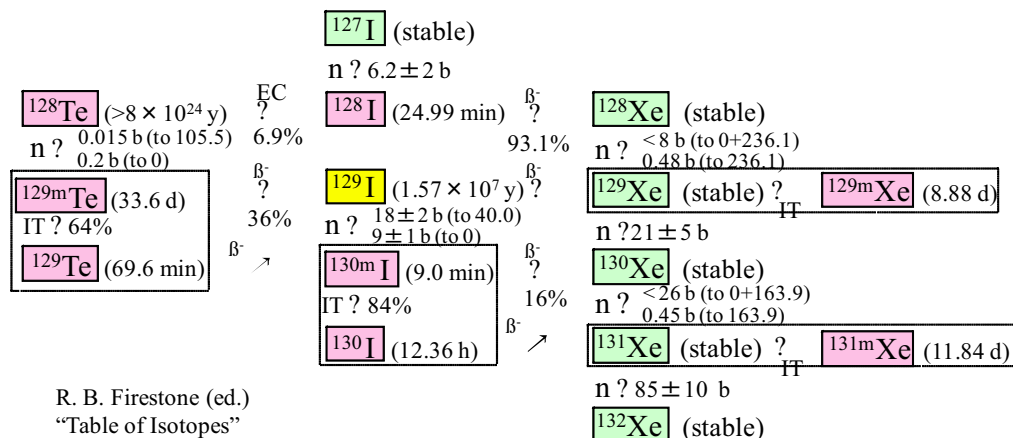 ¹²⁷I (stable)
n ? 6.2 ± 2 b
¹²⁸Te (>8 × 10²⁴ y)
EC
?
6.9%
¹²⁸I (24.99 min)
ß-
?
93.1%
¹²⁸Xe (stable)
n ? 0.015 b (to 105.5)
0.2 b (to 0)
n ? <8 b (to 0+236.1)
0.48 b (to 236.1)
¹²⁹ᵐTe (33.6 d)
ß-
?
36%
¹²⁹I (1.57 × 10⁷ y)
ß-
?
¹²⁹Xe (stable) ? IT ¹²⁹ᵐXe (8.88 d)
IT ? 64%
n ? 18 ± 2 b (to 40.0)
9 ± 1 b (to 0)
n ?21 ± 5 b
¹²⁹Te (69.6 min)
ß- ↗
¹³⁰ᵐI (9.0 min)
ß-
?
16%
¹³⁰Xe (stable)
IT ? 84%
n ? <26 b (to 0+163.9)
0.45 b (to 163.9)
¹³⁰I (12.36 h)
ß- ↗
¹³¹Xe (stable) ? IT ¹³¹ᵐXe (11.84 d)
n ? 85 ± 10 b
¹³²Xe (stable)
R. B. Firestone (ed.)
“Table of Isotopes”